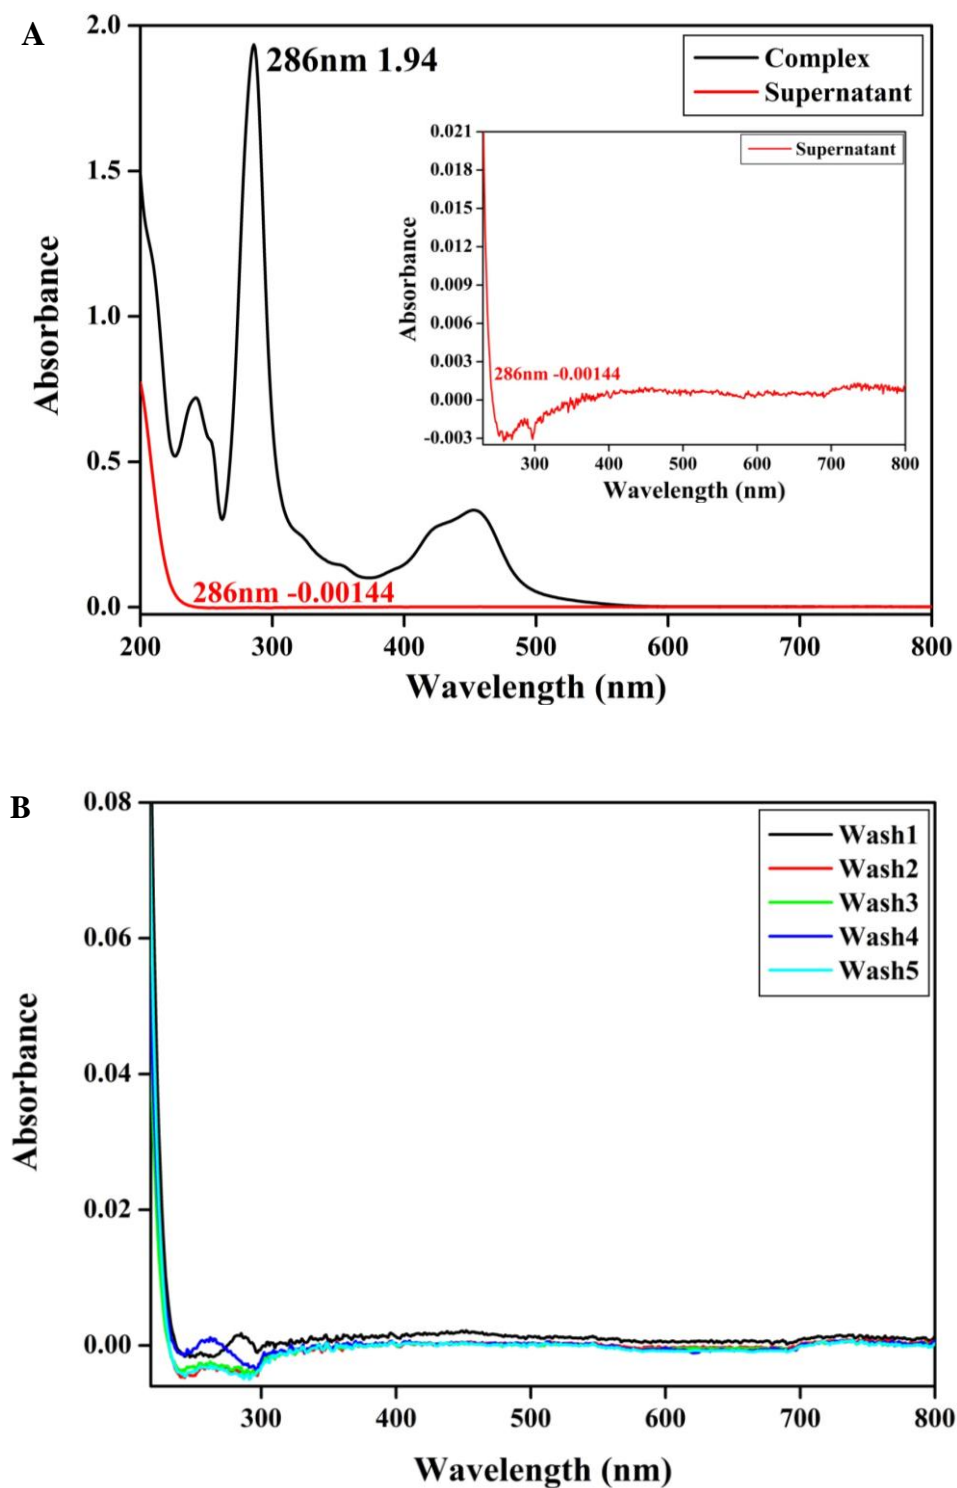 A
2.0
286nm 1.94
Complex
Supernatant
1.5
1.0
0.5
0.0
Absorbance
0.021
0.018
0.015
0.012
0.009
0.006
0.003
0.000
-0.003
Absorbance
Supernatant
286nm -0.00144
300 400 500 600 700 800
Wavelength (nm)
286nm -0.00144
200 300 400 500 600 700 800
Wavelength (nm)
B
0.08
0.06
0.04
0.02
0.00
Absorbance
Wash1
Wash2
Wash3
Wash4
Wash5
300 400 500 600 700 800
Wavelength (nm)